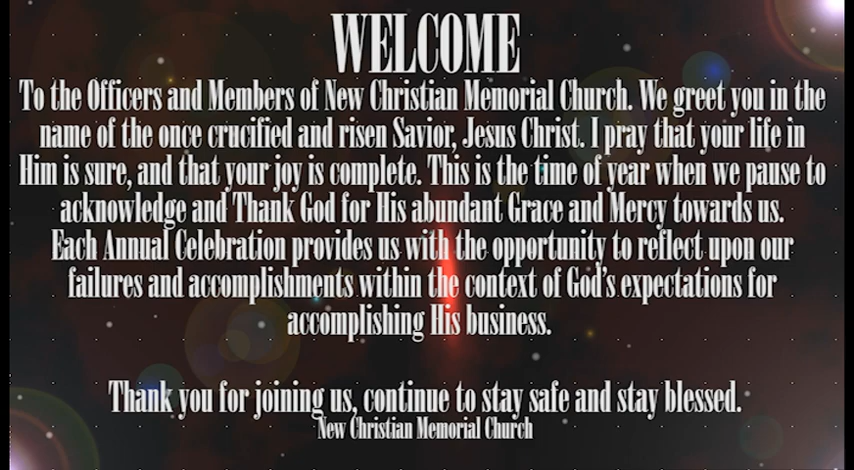 WELCOME
To the Officers and Members of New Christian Memorial Church. We greet you in the
name of the once crucified and risen Savior, Jesus Christ. I pray that your life in
Him is sure, and that your joy is complete. This is the time of year when we pause to
acknowledge and Thank God for His abundant Grace and Mercy towards us.
Each Annual Celebration provides us with the opportunity to reflect upon our
failures and accomplishments within the context of God's expectations for
accomplishing His business.
Thank you for joining us, continue to stay safe and stay blessed.
New Christian Memorial Church